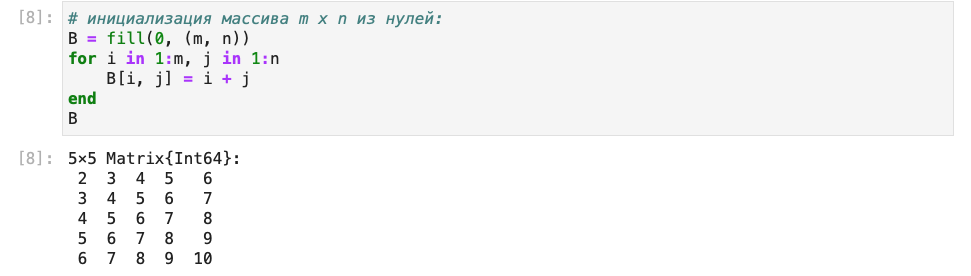 [8]: # инициализация массива m x n из нулей:
B = fill(0, (m, n))
for i in 1:m, j in 1:n
    B[i, j] = i + j
end
B
[8]: 5×5 Matrix{Int64}:
 2  3  4  5   6
 3  4  5  6   7
 4  5  6  7   8
 5  6  7  8   9
 6  7  8  9  10